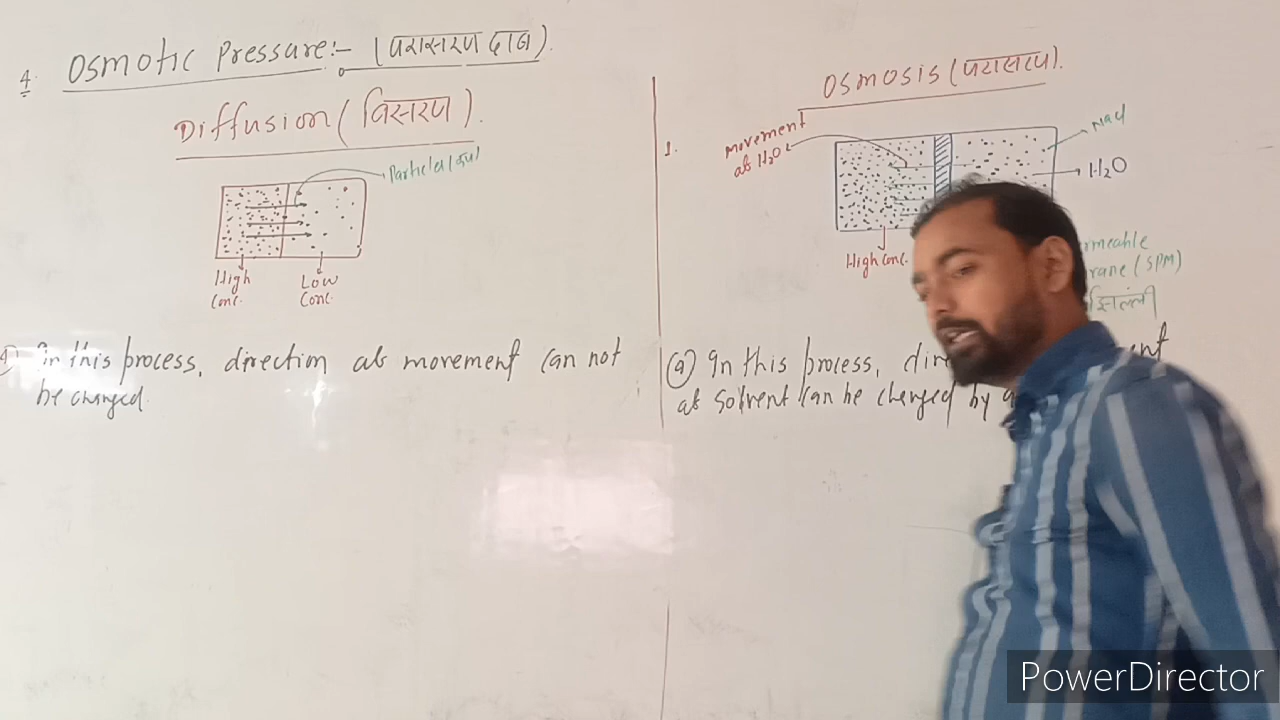 4. Osmotic Pressure:- (परासरण दाब).
Diffusion (विसरण).
Particles (कण)
High
Conc.
Low
Conc.
(a) In this process, direction of movement can not
be changed.
Osmosis (परासरण).
1.
movement
of H₂O
NaCl
H₂O
High Conc.
(SPM)
झिल्ली
(a) In this process,
of solvent can be changed by
PowerDirector